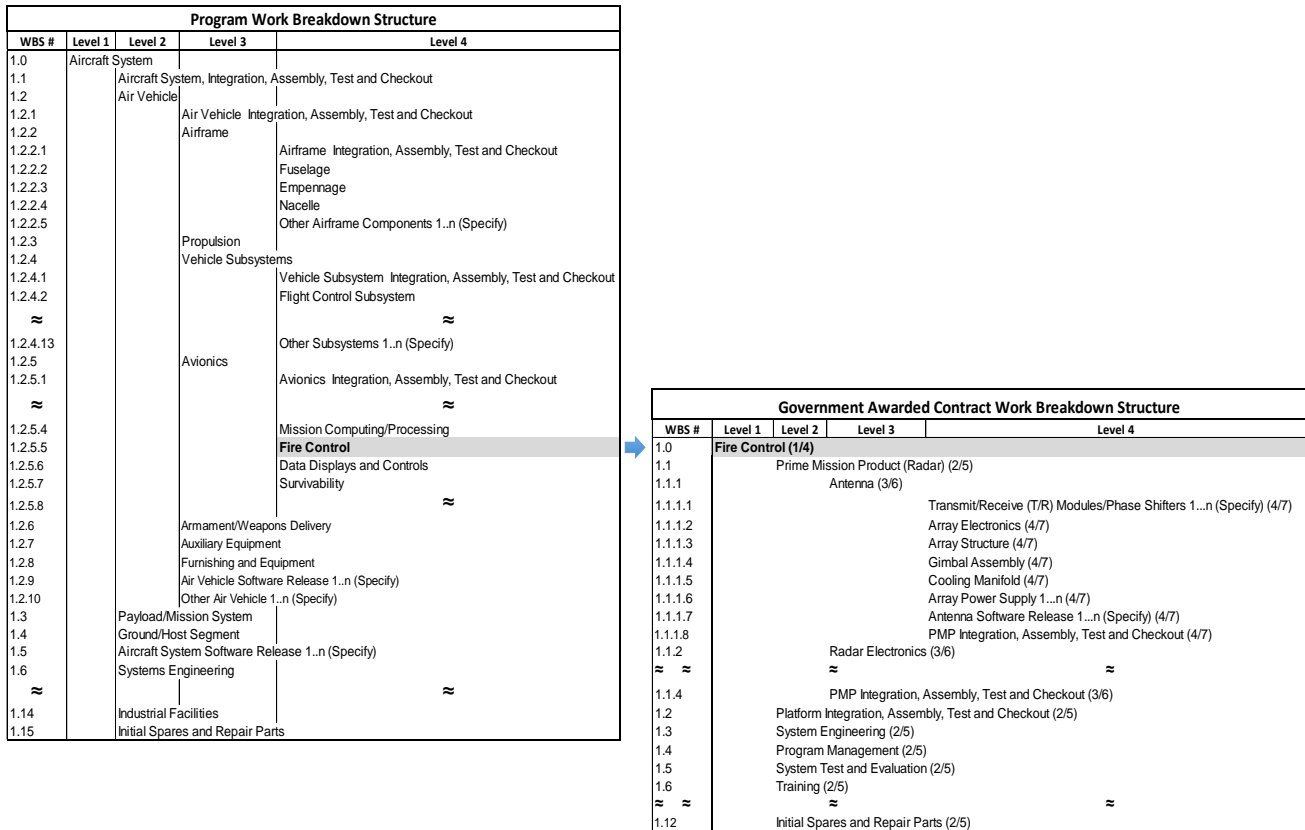 Program Work Breakdown Structure
WBS # Level 1 Level 2 Level 3 Level 4
1.0 Aircraft System
1.1 Aircraft System, Integration, Assembly, Test and Checkout
1.2 Air Vehicle
1.2.1 Air Vehicle Integration, Assembly, Test and Checkout
1.2.2 Airframe
1.2.2.1 Airframe Integration, Assembly, Test and Checkout
1.2.2.2 Fuselage
1.2.2.3 Empennage
1.2.2.4 Nacelle
1.2.2.5 Other Airframe Components 1..n (Specify)
1.2.3 Propulsion
1.2.4 Vehicle Subsystems
1.2.4.1 Vehicle Subsystem Integration, Assembly, Test and Checkout
1.2.4.2 Flight Control Subsystem
≈ ≈
1.2.4.13 Other Subsystems 1..n (Specify)
1.2.5 Avionics
1.2.5.1 Avionics Integration, Assembly, Test and Checkout
≈ ≈
1.2.5.4 Mission Computing/Processing
1.2.5.5 Fire Control
1.2.5.6 Data Displays and Controls
1.2.5.7 Survivability
1.2.5.8 ≈
1.2.6 Armament/Weapons Delivery
1.2.7 Auxiliary Equipment
1.2.8 Furnishing and Equipment
1.2.9 Air Vehicle Software Release 1..n (Specify)
1.2.10 Other Air Vehicle 1..n (Specify)
1.3 Payload/Mission System
1.4 Ground/Host Segment
1.5 Aircraft System Software Release 1..n (Specify)
1.6 Systems Engineering
≈ ≈
1.14 Industrial Facilities
1.15 Initial Spares and Repair Parts
Government Awarded Contract Work Breakdown Structure
WBS # Level 1 Level 2 Level 3 Level 4
1.0 Fire Control (1/4)
1.1 Prime Mission Product (Radar) (2/5)
1.1.1 Antenna (3/6)
1.1.1.1 Transmit/Receive (T/R) Modules/Phase Shifters 1...n (Specify) (4/7)
1.1.1.2 Array Electronics (4/7)
1.1.1.3 Array Structure (4/7)
1.1.1.4 Gimbal Assembly (4/7)
1.1.1.5 Cooling Manifold (4/7)
1.1.1.6 Array Power Supply 1...n (4/7)
1.1.1.7 Antenna Software Release 1...n (Specify) (4/7)
1.1.1.8 PMP Integration, Assembly, Test and Checkout (4/7)
1.1.2 Radar Electronics (3/6)
≈ ≈ ≈ ≈
1.1.4 PMP Integration, Assembly, Test and Checkout (3/6)
1.2 Platform Integration, Assembly, Test and Checkout (2/5)
1.3 System Engineering (2/5)
1.4 Program Management (2/5)
1.5 System Test and Evaluation (2/5)
1.6 Training (2/5)
≈ ≈ ≈ ≈
1.12 Initial Spares and Repair Parts (2/5)